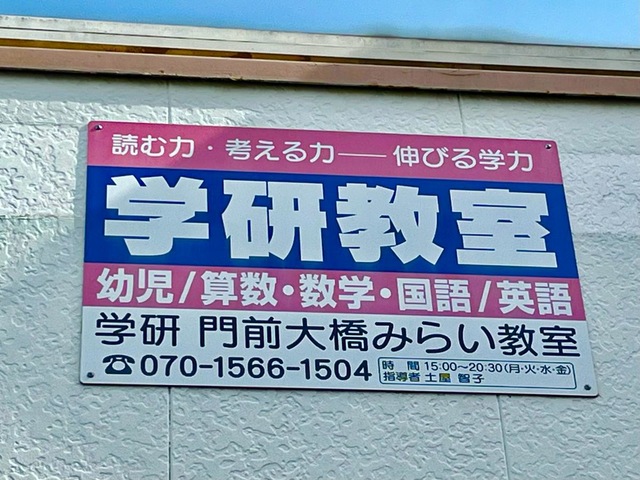 読む力・考える力──伸びる学力
学研教室
幼児/算数・数学・国語/英語
学研 門前大橋みらい教室
☎070-1566-1504
時間 15:00～20:30(月・火・水・金)
指導者 土屋 智子